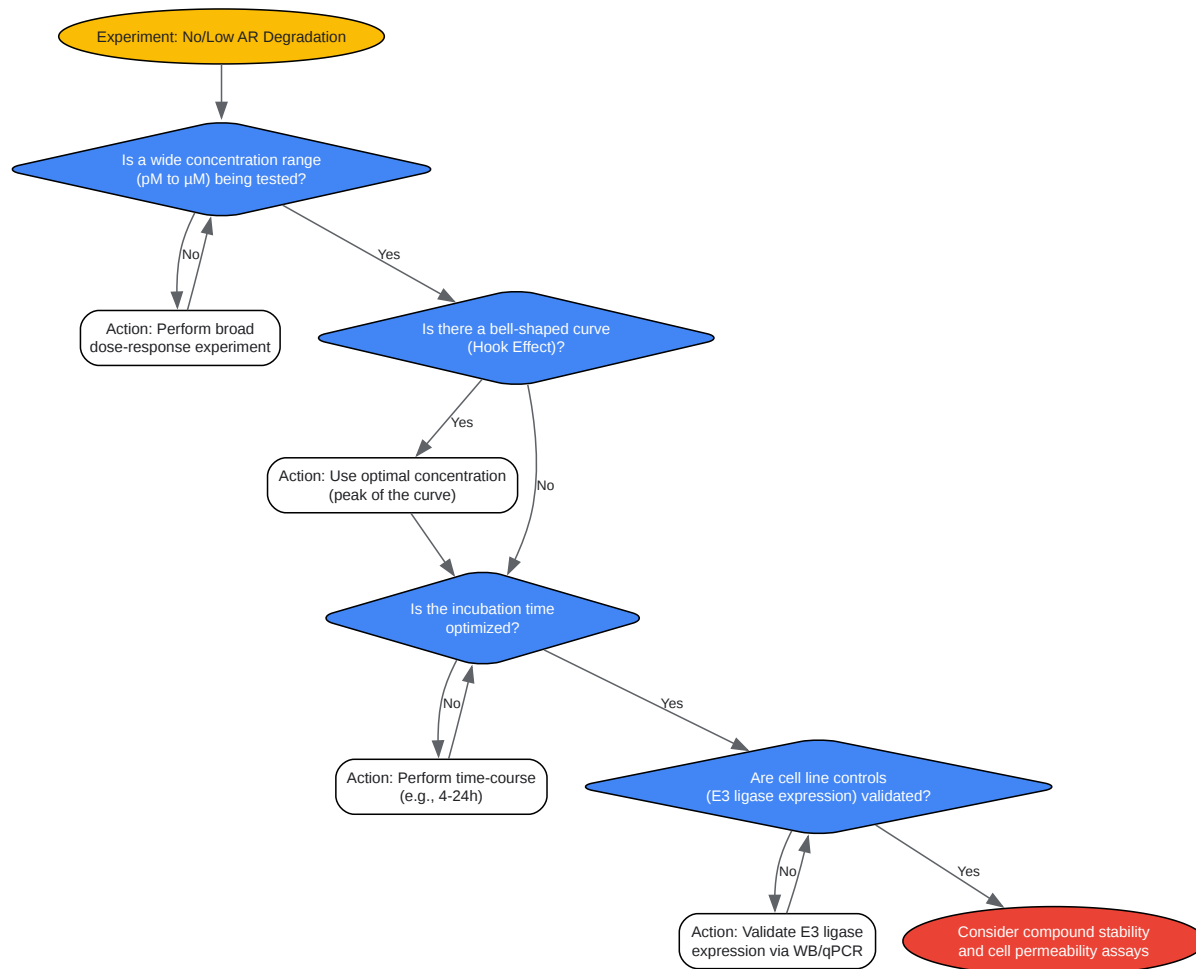 Experiment: No/Low AR Degradation
Is a wide concentration range
(pM to µM) being tested?
No
Yes
Action: Perform broad
dose-response experiment
Is there a bell-shaped curve
(Hook Effect)?
Yes
Action: Use optimal concentration
(peak of the curve)
No
Is the incubation time
optimized?
No
Yes
Action: Perform time-course
(e.g., 4-24h)
Are cell line controls
(E3 ligase expression) validated?
No
Yes
Action: Validate E3 ligase
expression via WB/qPCR
Consider compound stability
and cell permeability assays